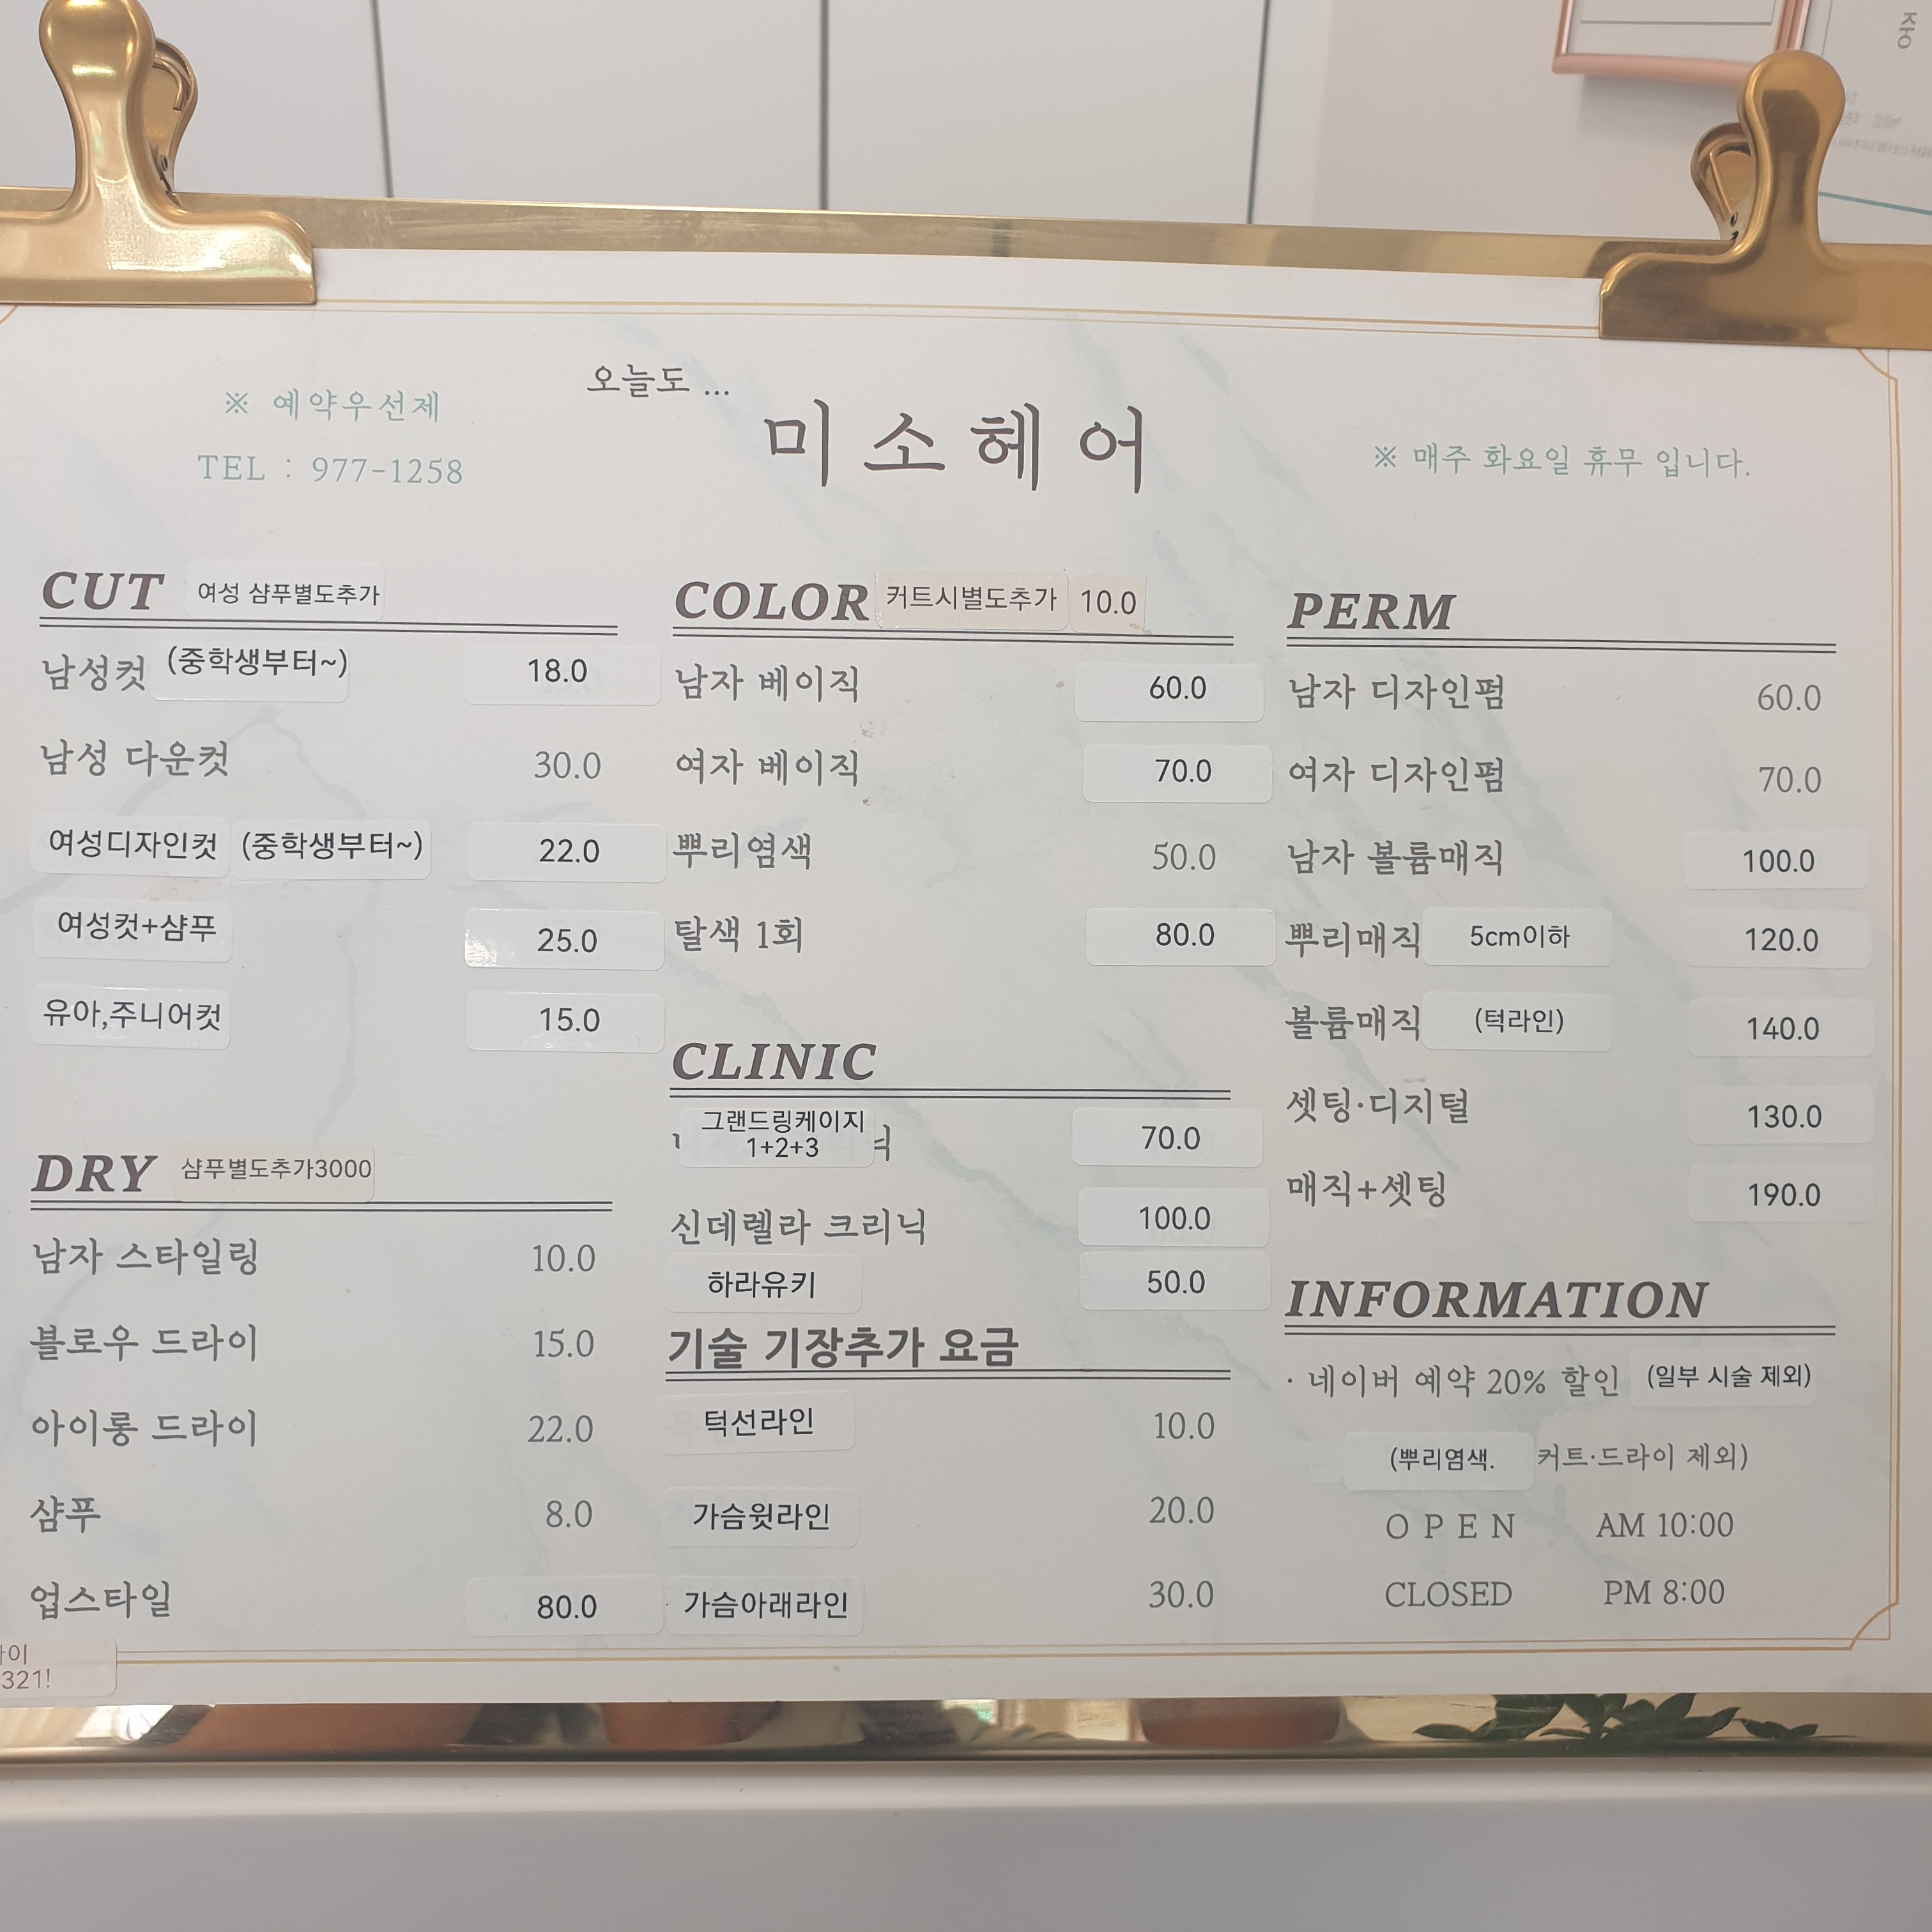 오늘도 ...
미소헤어
※ 예약우선제
TEL : 977-1258
※ 매주 화요일 휴무 입니다.
CUT 여성 샴푸별도추가
남성컷 (중학생부터~) 18.0
남성 다운컷 30.0
여성디자인컷 (중학생부터~) 22.0
여성컷+샴푸 25.0
유아,주니어컷 15.0
DRY 샴푸별도추가3000
남자 스타일링 10.0
블로우 드라이 15.0
아이롱 드라이 22.0
샴푸 8.0
업스타일 80.0
이
321!
COLOR 커트시별도추가 10.0
남자 베이직 60.0
여자 베이직 70.0
뿌리염색 50.0
탈색 1회 80.0
CLINIC
그랜드링케이지
1+2+3 70.0
신데렐라 크리닉 100.0
하라유키 50.0
기술 기장추가 요금
턱선라인 10.0
가슴윗라인 20.0
가슴아래라인 30.0
PERM
남자 디자인펌 60.0
여자 디자인펌 70.0
남자 볼륨매직 100.0
뿌리매직 5cm이하 120.0
볼륨매직 (턱라인) 140.0
셋팅·디지털 130.0
매직+셋팅 190.0
INFORMATION
· 네이버 예약 20% 할인 (일부 시술 제외)
(뿌리염색. 커트·드라이 제외)
OPEN AM 10:00
CLOSED PM 8:00